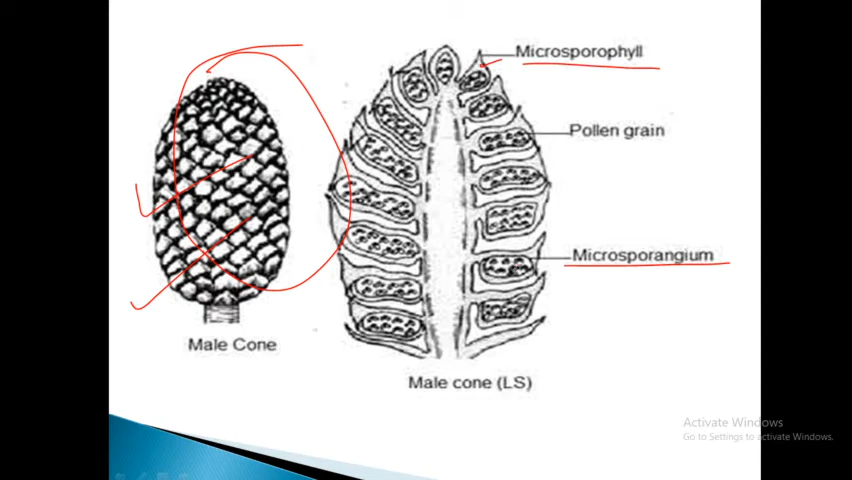 Microsporophyll
Pollen grain
Microsporangium
Male Cone
Male cone (LS)
Activate Windows
Go to Settings to activate Windows.